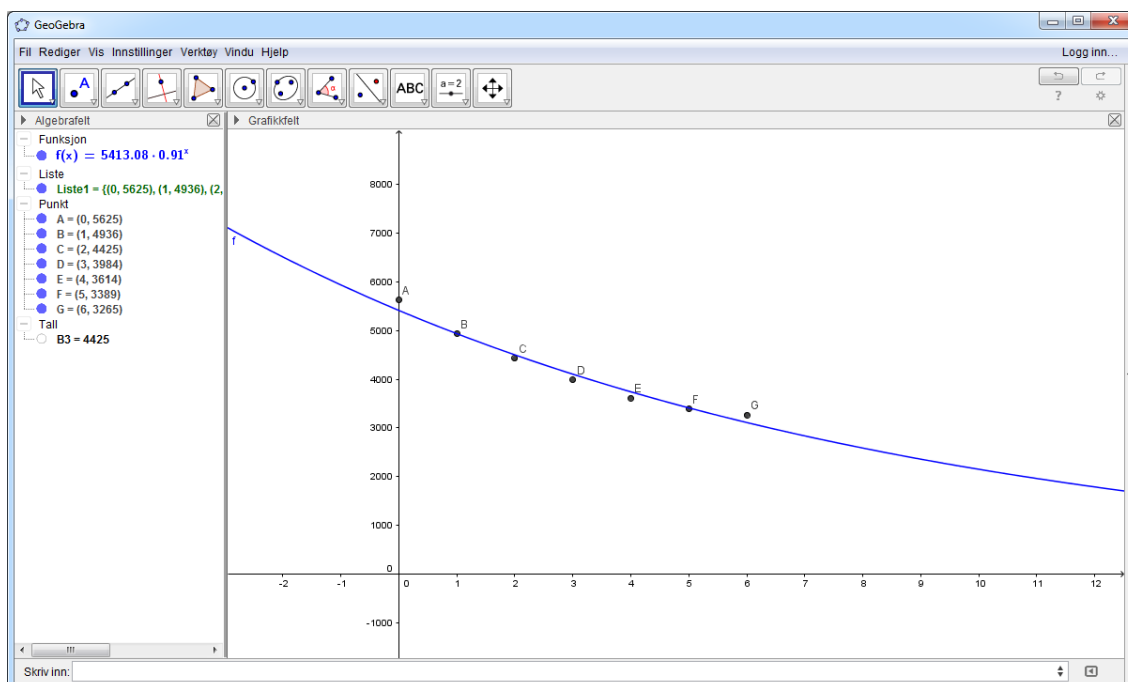 GeoGebra
Fil Rediger Vis Innstillinger Verktøy Vindu Hjelp Logg inn...
A ABC a=2 ?
Algebrafelt
Grafikkfelt
Funksjon
f(x) = 5413.08 · 0.91ˣ
Liste
Liste1 = {(0, 5625), (1, 4936), (2,
Punkt
A = (0, 5625)
B = (1, 4936)
C = (2, 4425)
D = (3, 3984)
E = (4, 3614)
F = (5, 3389)
G = (6, 3265)
Tall
B3 = 4425
8000
7000
f
6000
A
5000
B
C
4000
D
E
F
G
3000
2000
1000
0
-2 -1 0 1 2 3 4 5 6 7 8 9 10 11 12
-1000
Skriv inn: